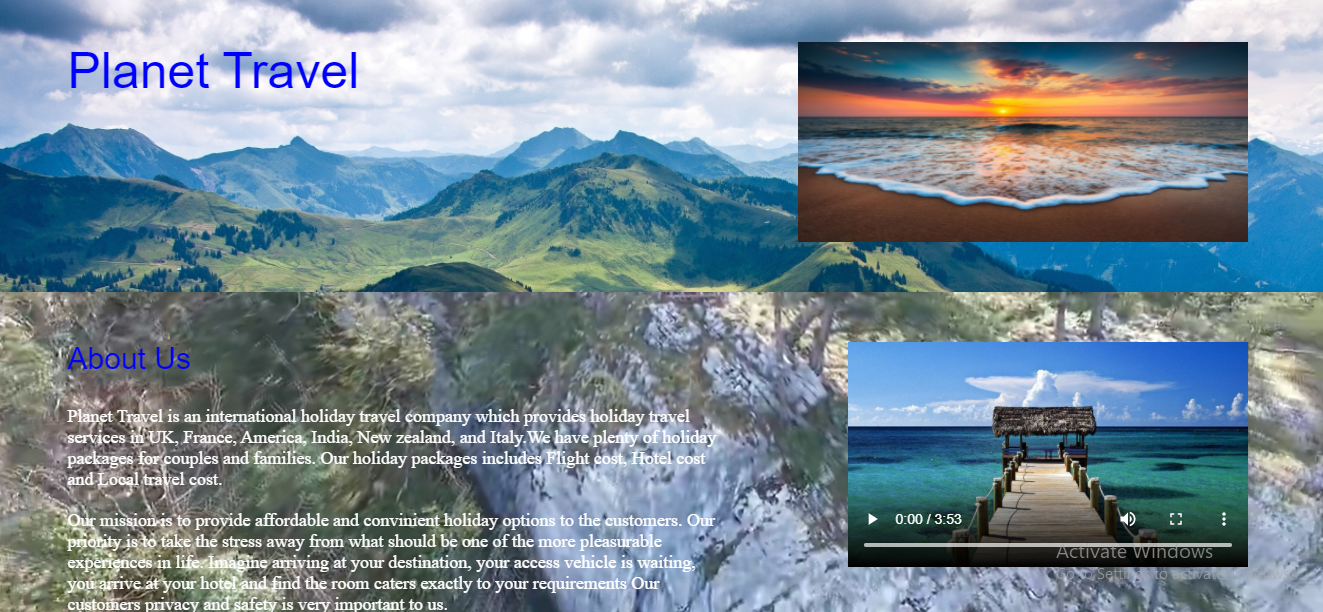 Planet Travel
About Us
Planet Travel is an international holiday travel company which provides holiday travel
services in UK, France, America, India, New zealand, and Italy.We have plenty of holiday
packages for couples and families. Our holiday packages includes Flight cost, Hotel cost
and Local travel cost.
Our mission is to provide affordable and convinient holiday options to the customers. Our
priority is to take the stress away from what should be one of the more pleasurable
experiences in life. Imagine arriving at your destination, your access vehicle is waiting,
you arrive at your hotel and find the room caters exactly to your requirements Our
customers privacy and safety is very important to us.
0:00 / 3:53
Activate Windows
Go to Settings to activate